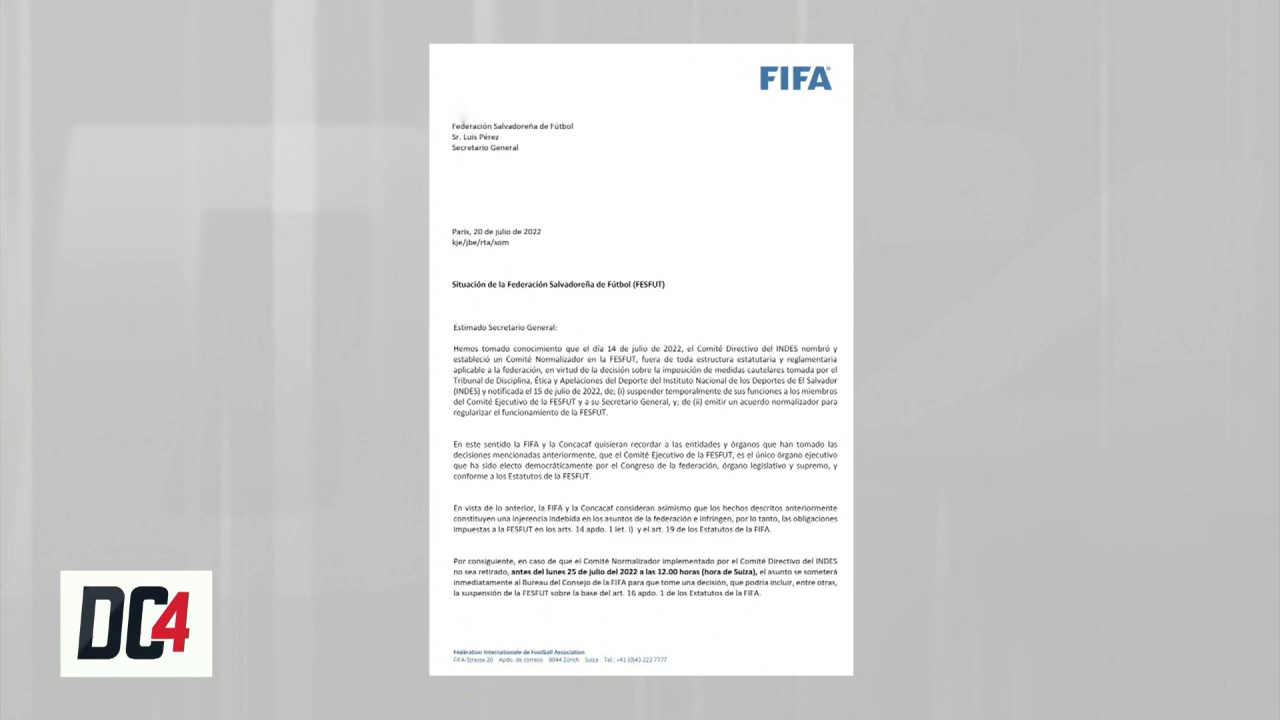 FIFA
Federación Salvadoreña de Fútbol
Sr. Luis Pérez
Secretario General
París, 20 de julio de 2022
kje/jbe/rta/som
Situación de la Federación Salvadoreña de Fútbol (FESFUT)
Estimado Secretario General:
Hemos tomado conocimiento que el día 14 de julio de 2022, el Comité Directivo del INDES nombró y
estableció un Comité Normalizador en la FESFUT, fuera de toda estructura estatutaria y reglamentaria
aplicable a la federación, en virtud de la decisión sobre la imposición de medidas cautelares tomada por el
Tribunal de Disciplina, Ética y Apelaciones del Deporte del Instituto Nacional de los Deportes de El Salvador
(INDES) y notificada el 15 de julio de 2022, de; (i) suspender temporalmente de sus funciones a los miembros
del Comité Ejecutivo de la FESFUT y a su Secretario General, y; de (ii) emitir un acuerdo normalizador para
regularizar el funcionamiento de la FESFUT.
En este sentido la FIFA y la Concacaf quisieran recordar a las entidades y órganos que han tomado las
decisiones mencionadas anteriormente, que el Comité Ejecutivo de la FESFUT, es el único órgano ejecutivo
que ha sido electo democráticamente por el Congreso de la federación, órgano legislativo y supremo, y
conforme a los Estatutos de la FESFUT.
En vista de lo anterior, la FIFA y la Concacaf consideran asimismo que los hechos descritos anteriormente
constituyen una injerencia indebida en los asuntos de la federación e infringen, por lo tanto, las obligaciones
impuestas a la FESFUT en los arts. 14 apdo. 1 let. i) y el art. 19 de los Estatutos de la FIFA.
Por consiguiente, en caso de que el Comité Normalizador implementado por el Comité Directivo del INDES
no sea retirado, antes del lunes 25 de julio del 2022 a las 12.00 horas (hora de Suiza), el asunto se someterá
inmediatamente al Bureau del Consejo de la FIFA para que tome una decisión, que podría incluir, entre otras,
la suspensión de la FESFUT sobre la base del art. 16 apdo. 1 de los Estatutos de la FIFA.
Fédération Internationale de Football Association
FIFA-Strasse 20 Apdo. de correos 8044 Zúrich Suiza Tel.: +41 (0)43 222 7777
DC4